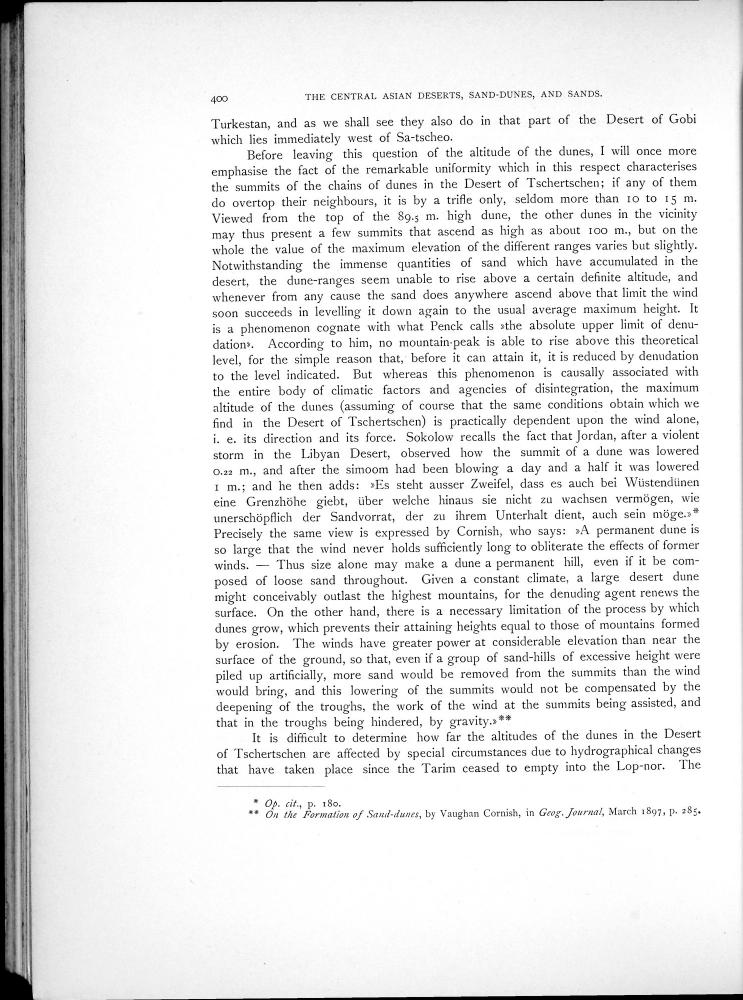 400 THE CENTRAL ASIAN DESERTS, SAND-DUNES, AND SANDS.
Turkestan, and as we shall see they also do in that part of the Desert of Gobi
which lies immediately west of Sa-tscheo.
Before leaving this question of the altitude of the dunes, I will once more
emphasise the fact of the remarkable uniformity which in this respect characterises
the summits of the chains of dunes in the Desert of Tschertschen; if any of them
do overtop their neighbours, it is by a trifle only, seldom more than 10 to 15 m.
Viewed from the top of the 89.5 m. high dune, the other dunes in the vicinity
may thus present a few summits that ascend as high as about 100 m., but on the
whole the value of the maximum elevation of the different ranges varies but slightly.
Notwithstanding the immense quantities of sand which have accumulated in the
desert, the dune-ranges seem unable to rise above a certain definite altitude, and
whenever from any cause the sand does anywhere ascend above that limit the wind
soon succeeds in levelling it down again to the usual average maximum height. It
is a phenomenon cognate with what Penck calls »the absolute upper limit of denu-
dation». According to him, no mountain-peak is able to rise above this theoretical
level, for the simple reason that, before it can attain it, it is reduced by denudation
to the level indicated. But whereas this phenomenon is causally associated with
the entire body of climatic factors and agencies of disintegration, the maximum
altitude of the dunes (assuming of course that the same conditions obtain which we
find in the Desert of Tschertschen) is practically dependent upon the wind alone,
i. e. its direction and its force. Sokolow recalls the fact that Jordan, after a violent
storm in the Libyan Desert, observed how the summit of a dune was lowered
0.22 m., and after the simoom had been blowing a day and a half it was lowered
1 m.; and he then adds: »Es steht ausser Zweifel, dass es auch bei Wüstendünen
eine Grenzhöhe giebt, über welche hinaus sie nicht zu wachsen vermögen, wie
unerschöpflich der Sandvorrat, der zu ihrem Unterhalt dient, auch sein möge.»*
Precisely the same view is expressed by Cornish, who says: »A permanent dune is
so large that the wind never holds sufficiently long to obliterate the effects of former
winds. — Thus size alone may make a dune a permanent hill, even if it be com-
posed of loose sand throughout. Given a constant climate, a large desert dune
might conceivably outlast the highest mountains, for the denuding agent renews the
surface. On the other hand, there is a necessary limitation of the process by which
dunes grow, which prevents their attaining heights equal to those of mountains formed
by erosion. The winds have greater power at considerable elevation than near the
surface of the ground, so that, even if a group of sand-hills of excessive height were
piled up artificially, more sand would be removed from the summits than the wind
would bring, and this lowering of the summits would not be compensated by the
deepening of the troughs, the work of the wind at the summits being assisted, and
that in the troughs being hindered, by gravity.»**
It is difficult to determine how far the altitudes of the dunes in the Desert
of Tschertschen are affected by special circumstances due to hydrographical changes
that have taken place since the Tarim ceased to empty into the Lop-nor. The
* Op. cit., p. 180.
** On the Formation of Sand-dunes, by Vaughan Cornish, in Geog. Journal, March 1897, p. 285.